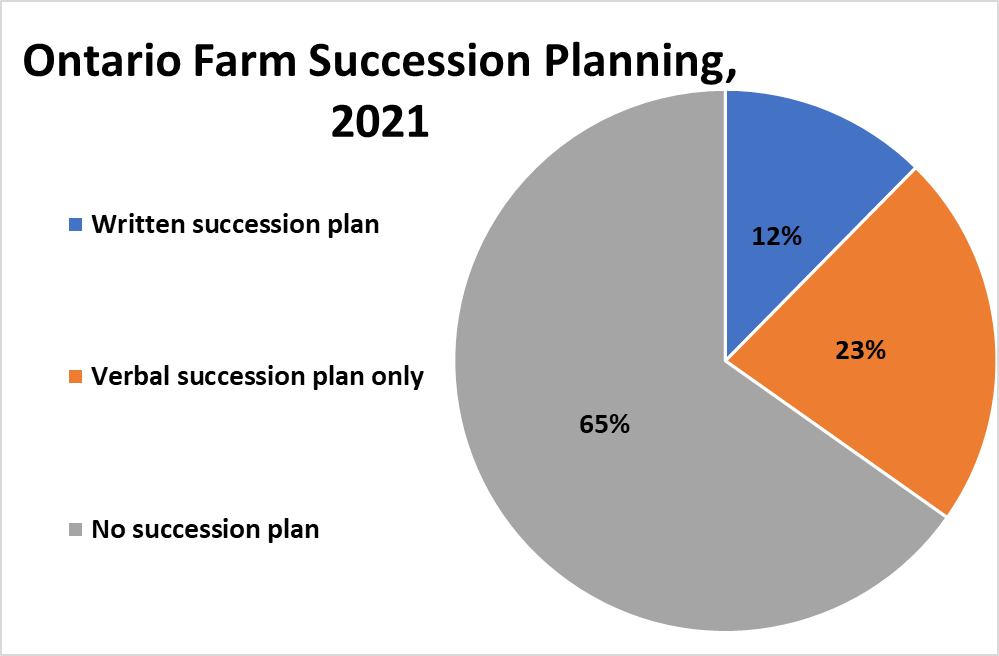 Ontario Farm Succession Planning,
2021
Written succession plan
12%
23%
Verbal succession plan only
65%
No succession plan